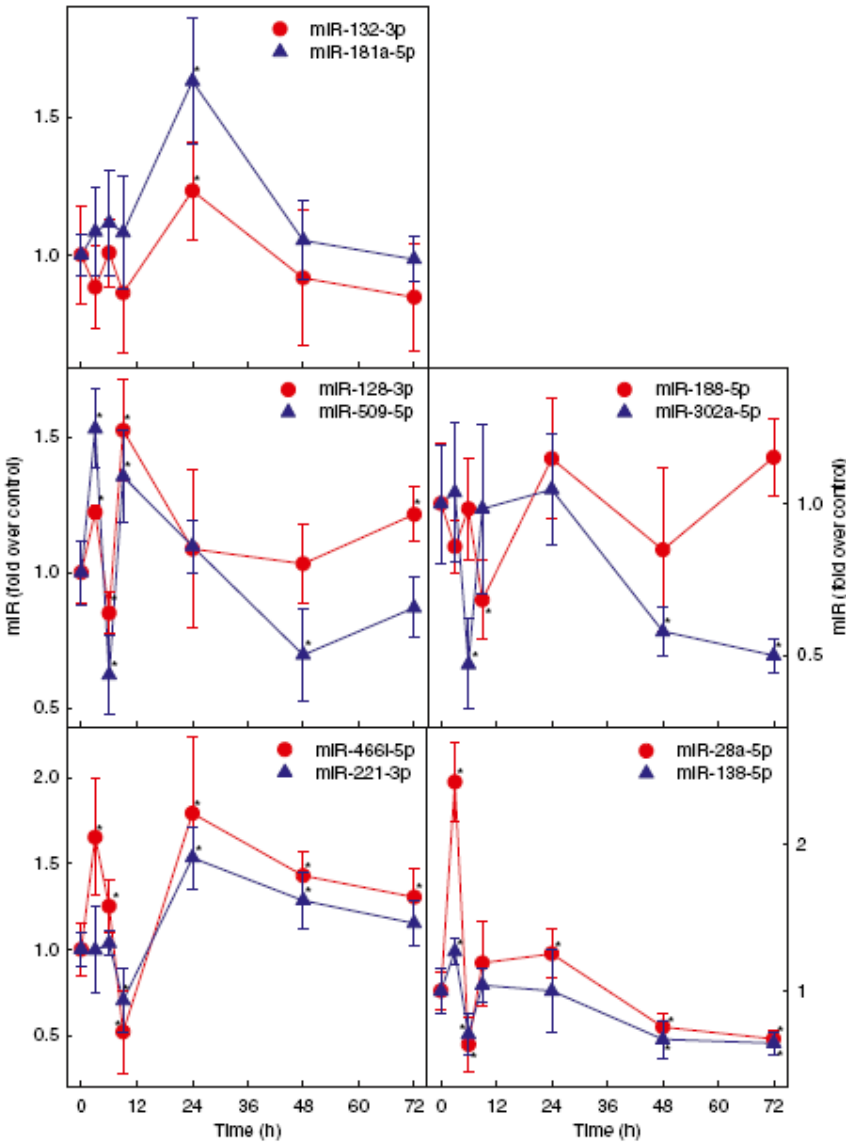 miR-132-3p
miR-181a-5p
1.5
1.0
miR-128-3p
miR-509-5p
1.5
1.0
0.5
miR-188-5p
miR-302a-5p
1.0
0.5
miR (fold over control)
miR (fold over control)
miR-466l-5p
miR-221-3p
2.0
1.5
1.0
0.5
miR-28a-5p
miR-138-5p
2
1
0 12 24 36 48 60 72
0 12 24 36 48 60 72
Time (h)
Time (h)